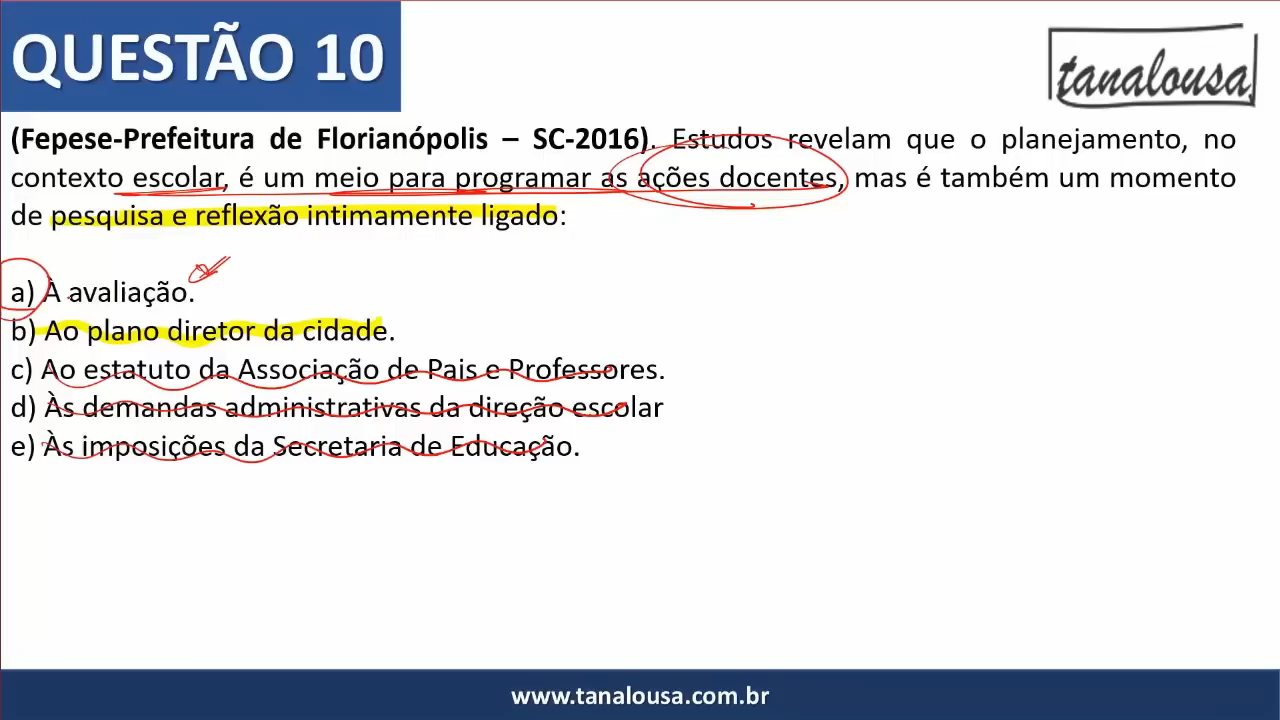 QUESTÃO 10
tanalousa
(Fepese-Prefeitura de Florianópolis – SC-2016). Estudos revelam que o planejamento, no
contexto escolar, é um meio para programar as ações docentes, mas é também um momento
de pesquisa e reflexão intimamente ligado:
a) À avaliação.
b) Ao plano diretor da cidade.
c) Ao estatuto da Associação de Pais e Professores.
d) Às demandas administrativas da direção escolar
e) Às imposições da Secretaria de Educação.
www.tanalousa.com.br